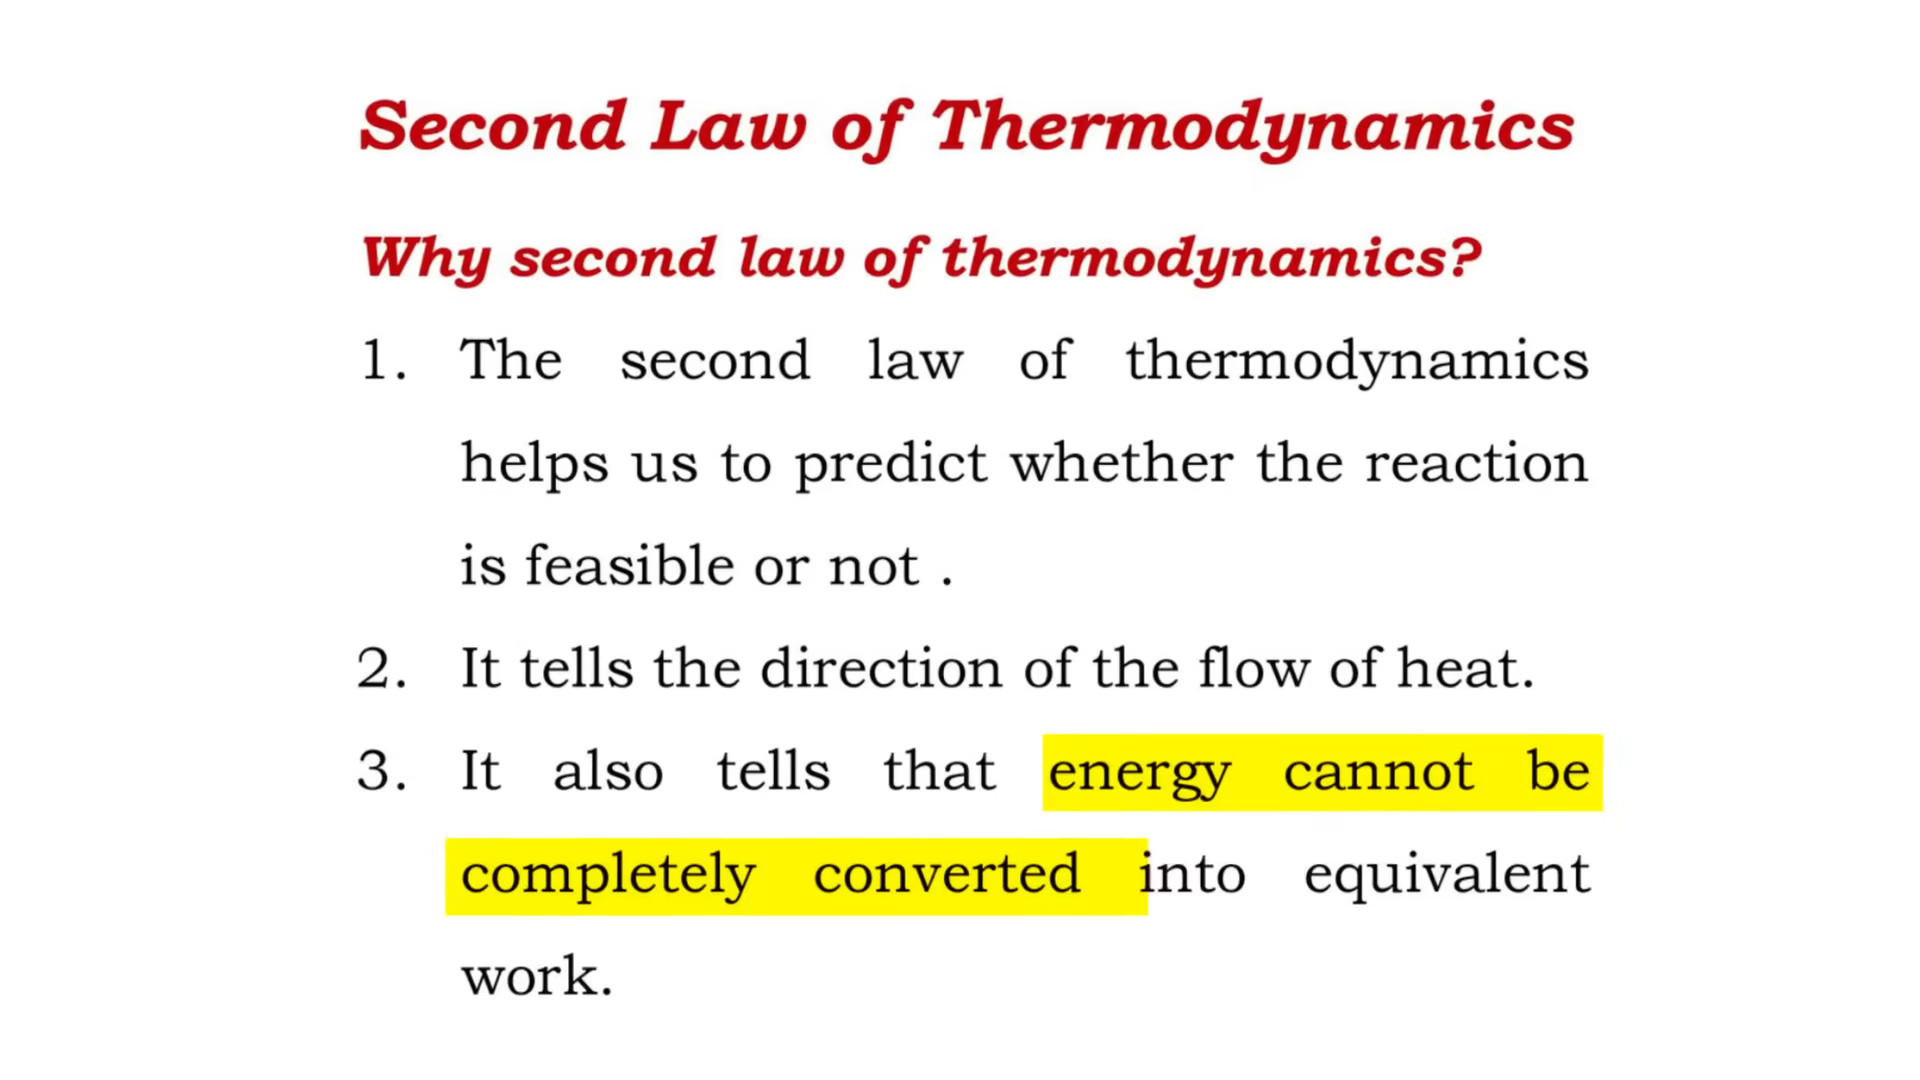 Second Law of Thermodynamics
Why second law of thermodynamics?
1. The second law of thermodynamics
helps us to predict whether the reaction
is feasible or not .
2. It tells the direction of the flow of heat.
3. It also tells that energy cannot be
completely converted into equivalent
work.